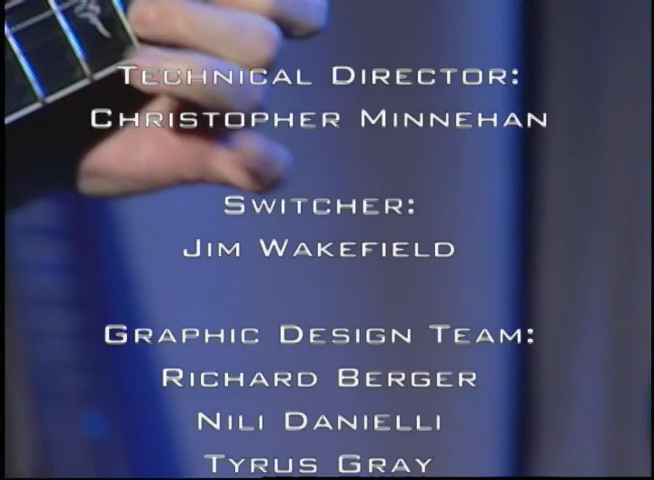 Technical Director:
Christopher Minnehan
Switcher:
Jim Wakefield
Graphic Design Team:
Richard Berger
Nili Danielli
Tyrus Gray